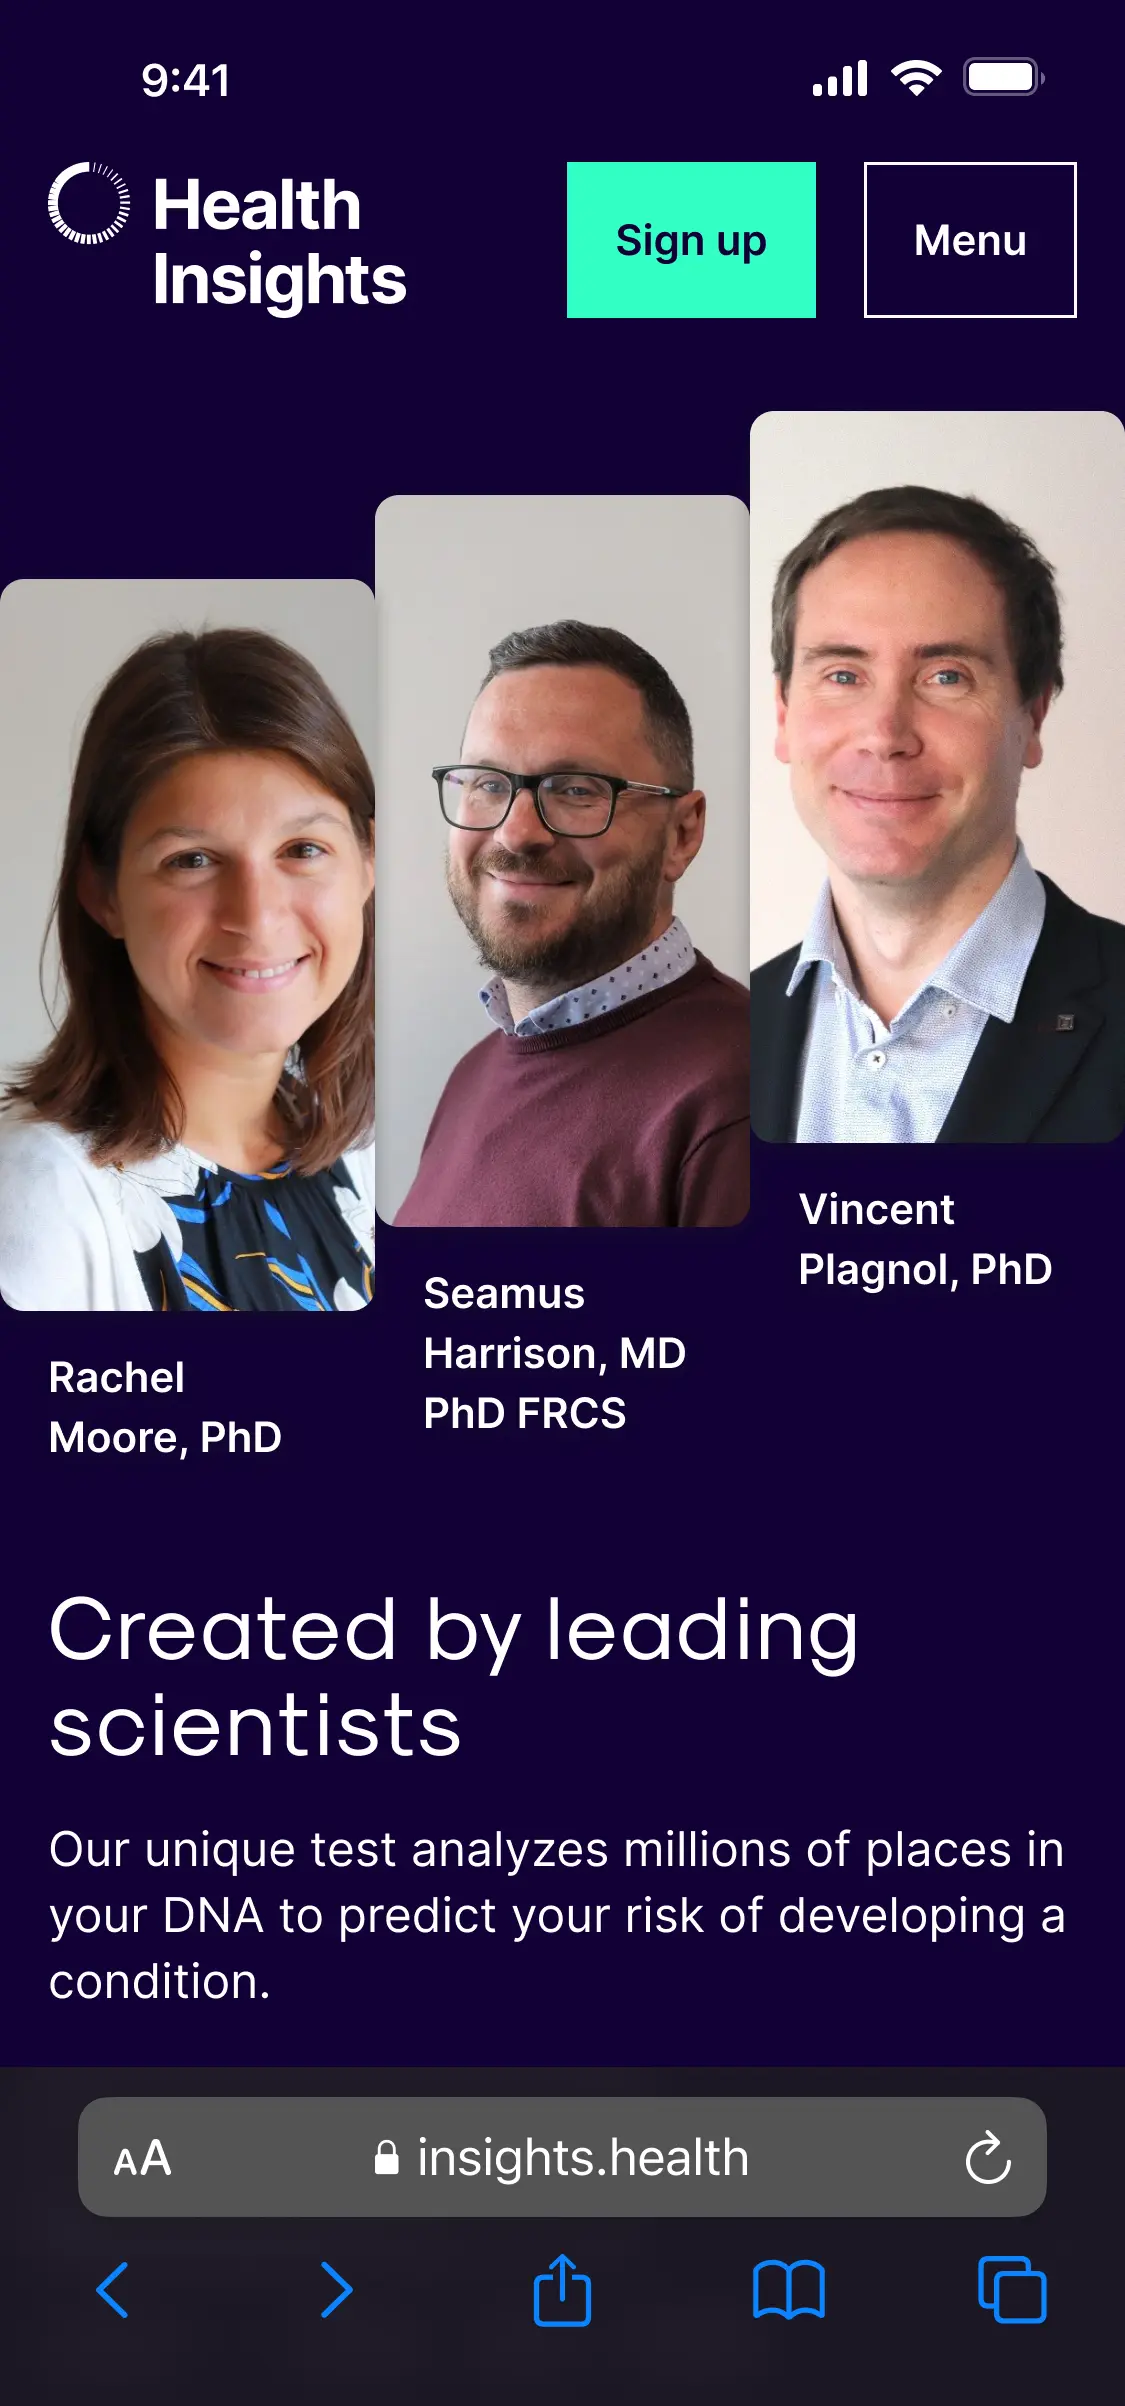 9:41
Health
Insights
Sign up
Menu
Rachel
Moore, PhD
Seamus
Harrison, MD
PhD FRCS
Vincent
Plagnol, PhD
Created by leading
scientists
Our unique test analyzes millions of places in
your DNA to predict your risk of developing a
condition.
AA
insights.health